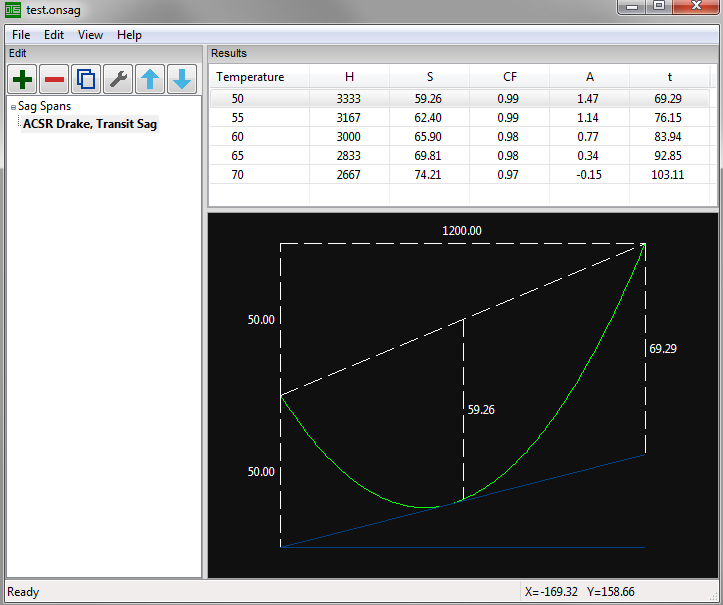 test.onsag
File Edit View Help
Edit
Results
Sag Spans
ACSR Drake, Transit Sag
Temperature H S CF A t
50 3333 59.26 0.99 1.47 69.29
55 3167 62.40 0.99 1.14 76.15
60 3000 65.90 0.98 0.77 83.94
65 2833 69.81 0.98 0.34 92.85
70 2667 74.21 0.97 -0.15 103.11
1200.00
50.00
69.29
59.26
50.00
Ready
X=-169.32 Y=158.66